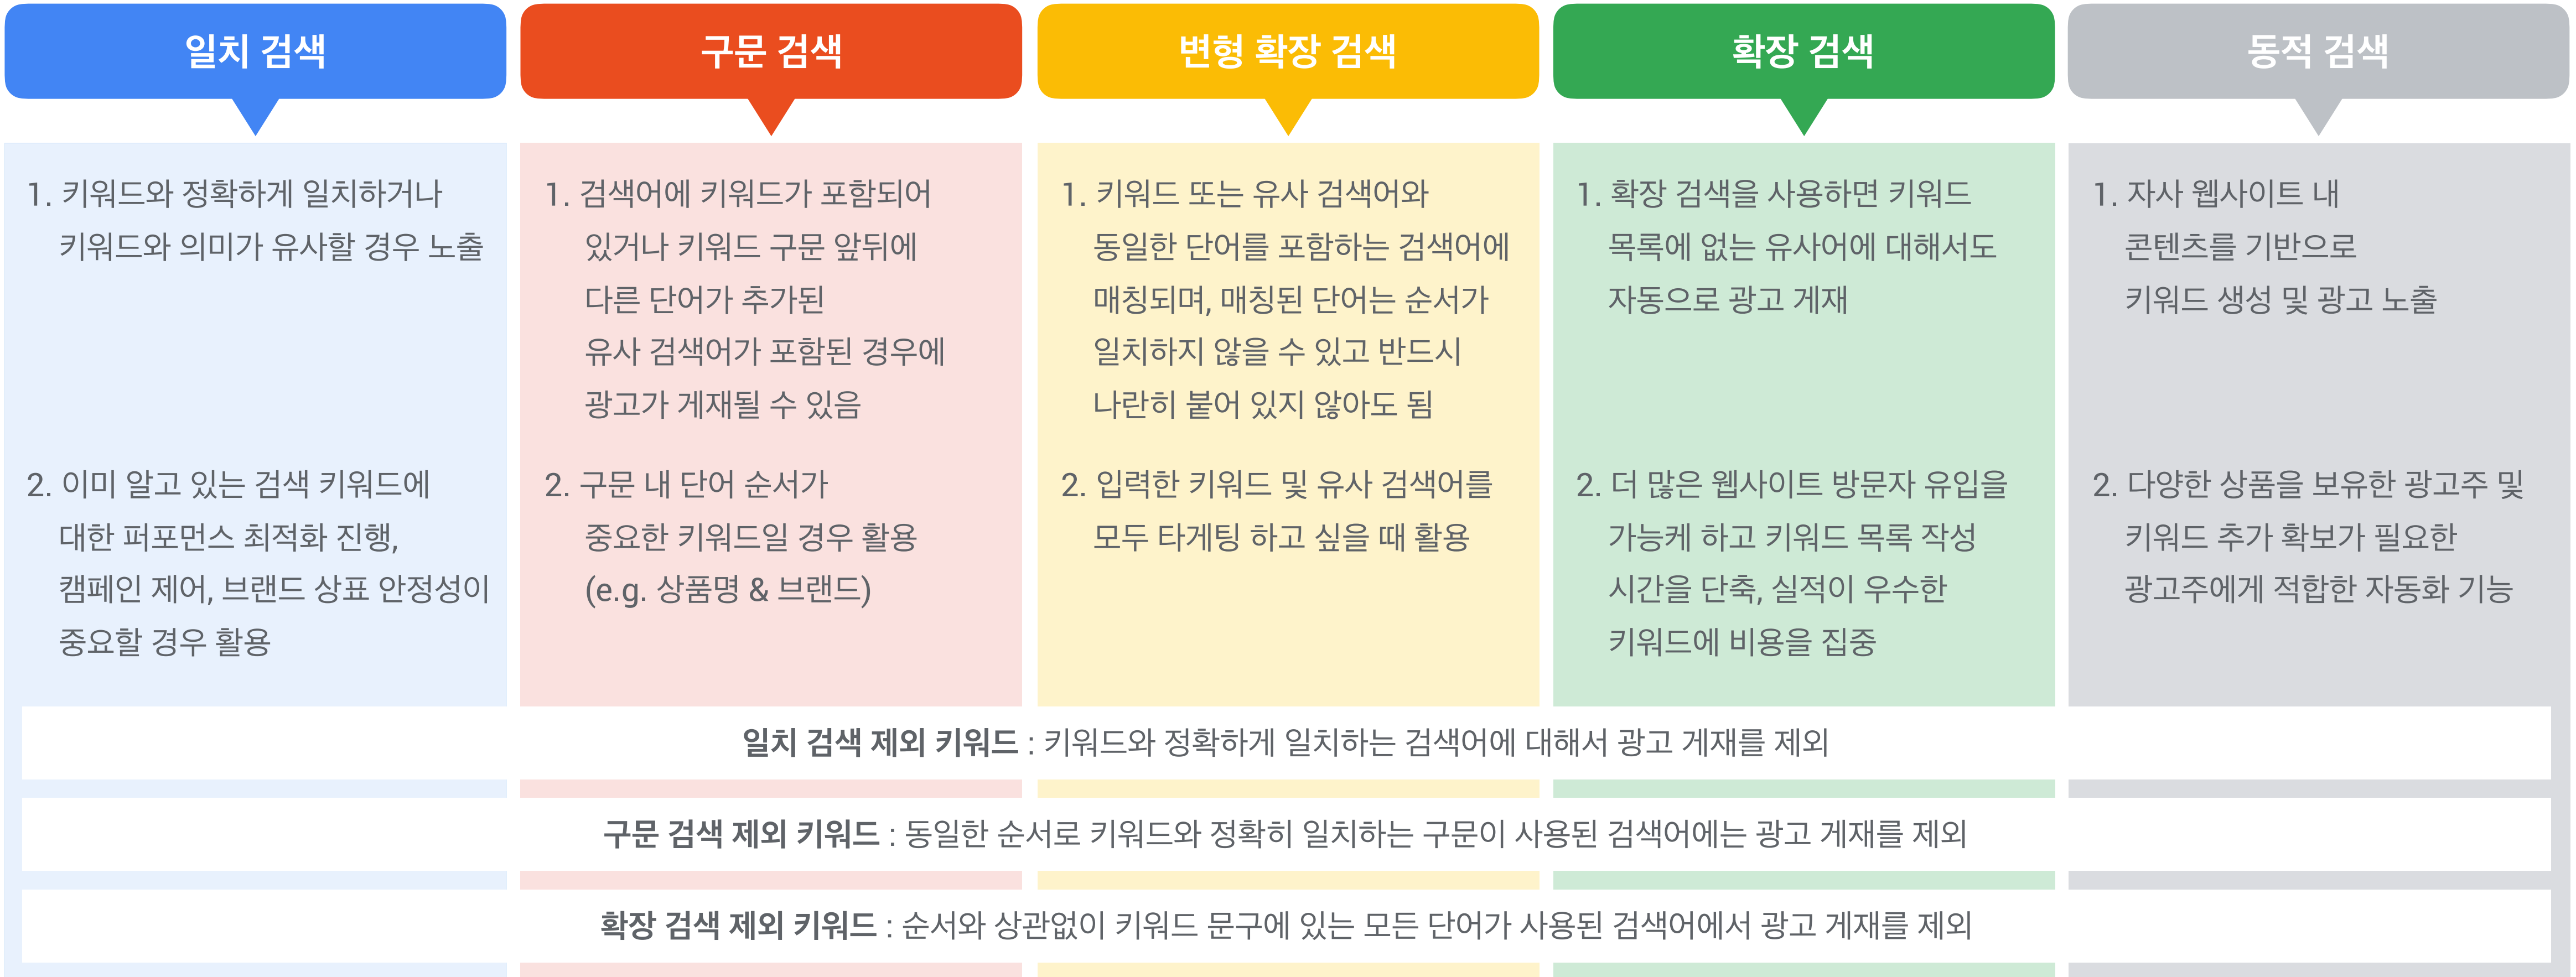 일치 검색
1. 키워드와 정확하게 일치하거나
키워드와 의미가 유사할 경우 노출
2. 이미 알고 있는 검색 키워드에
대한 퍼포먼스 최적화 진행,
캠페인 제어, 브랜드 상표 안정성이
중요할 경우 활용
구문 검색
1. 검색어에 키워드가 포함되어
있거나 키워드 구문 앞뒤에
다른 단어가 추가된
유사 검색어가 포함된 경우에
광고가 게재될 수 있음
2. 구문 내 단어 순서가
중요한 키워드일 경우 활용
(e.g. 상품명 & 브랜드)
변형 확장 검색
1. 키워드 또는 유사 검색어와
동일한 단어를 포함하는 검색어에
매칭되며, 매칭된 단어는 순서가
일치하지 않을 수 있고 반드시
나란히 붙어 있지 않아도 됨
2. 입력한 키워드 및 유사 검색어를
모두 타게팅 하고 싶을 때 활용
확장 검색
1. 확장 검색을 사용하면 키워드
목록에 없는 유사어에 대해서도
자동으로 광고 게재
2. 더 많은 웹사이트 방문자 유입을
가능케 하고 키워드 목록 작성
시간을 단축, 실적이 우수한
키워드에 비용을 집중
동적 검색
1. 자사 웹사이트 내
콘텐츠를 기반으로
키워드 생성 및 광고 노출
2. 다양한 상품을 보유한 광고주 및
키워드 추가 확보가 필요한
광고주에게 적합한 자동화 기능
일치 검색 제외 키워드 : 키워드와 정확하게 일치하는 검색어에 대해서 광고 게재를 제외
구문 검색 제외 키워드 : 동일한 순서로 키워드와 정확히 일치하는 구문이 사용된 검색어에는 광고 게재를 제외
확장 검색 제외 키워드 : 순서와 상관없이 키워드 문구에 있는 모든 단어가 사용된 검색어에서 광고 게재를 제외